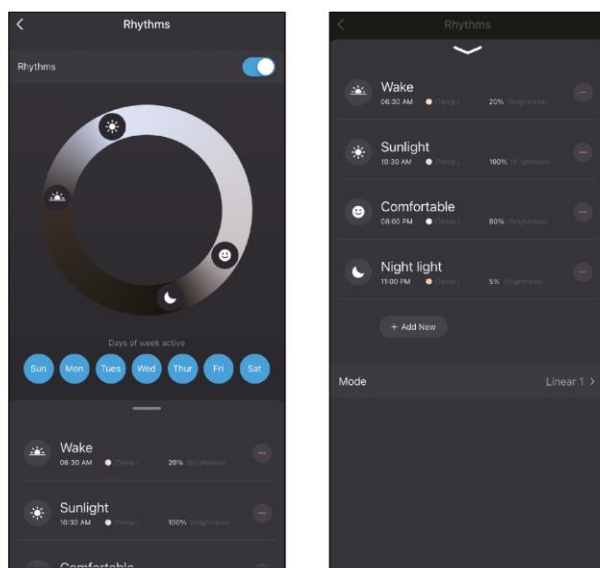 Rhythms
Rhythms
Days of week active
Sun Mon Tues Wed Thur Fri Sat
Wake
06:30 AM (Temp.) 20% (Brightness)
Sunlight
10:30 AM (Temp.) 100% (Brightness)
Comfortable
Rhythms
Wake
06:30 AM (Temp.) 20% (Brightness)
Sunlight
10:30 AM (Temp.) 100% (Brightness)
Comfortable
08:00 PM (Temp.) 80% (Brightness)
Night light
11:00 PM (Temp.) 5% (Brightness)
+ Add New
Mode Linear 1 >